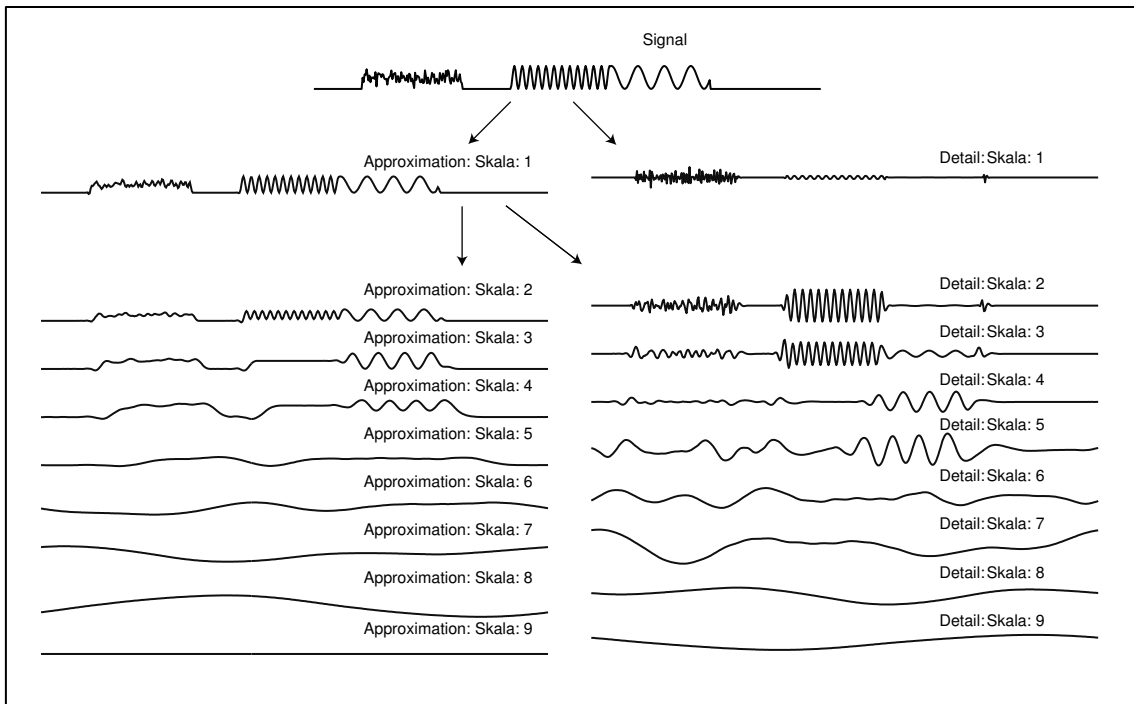 Signal
Approximation: Skala: 1
Detail:Skala: 1
Approximation: Skala: 2
Detail:Skala: 2
Approximation: Skala: 3
Detail:Skala: 3
Approximation: Skala: 4
Detail:Skala: 4
Approximation: Skala: 5
Detail:Skala: 5
Approximation: Skala: 6
Detail:Skala: 6
Approximation: Skala: 7
Detail:Skala: 7
Approximation: Skala: 8
Detail:Skala: 8
Approximation: Skala: 9
Detail:Skala: 9